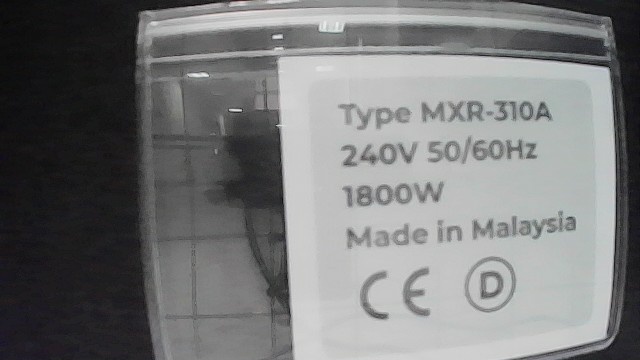 Type MXR-310A
240V 50/60Hz
1800W
Made in Malaysia
CE D